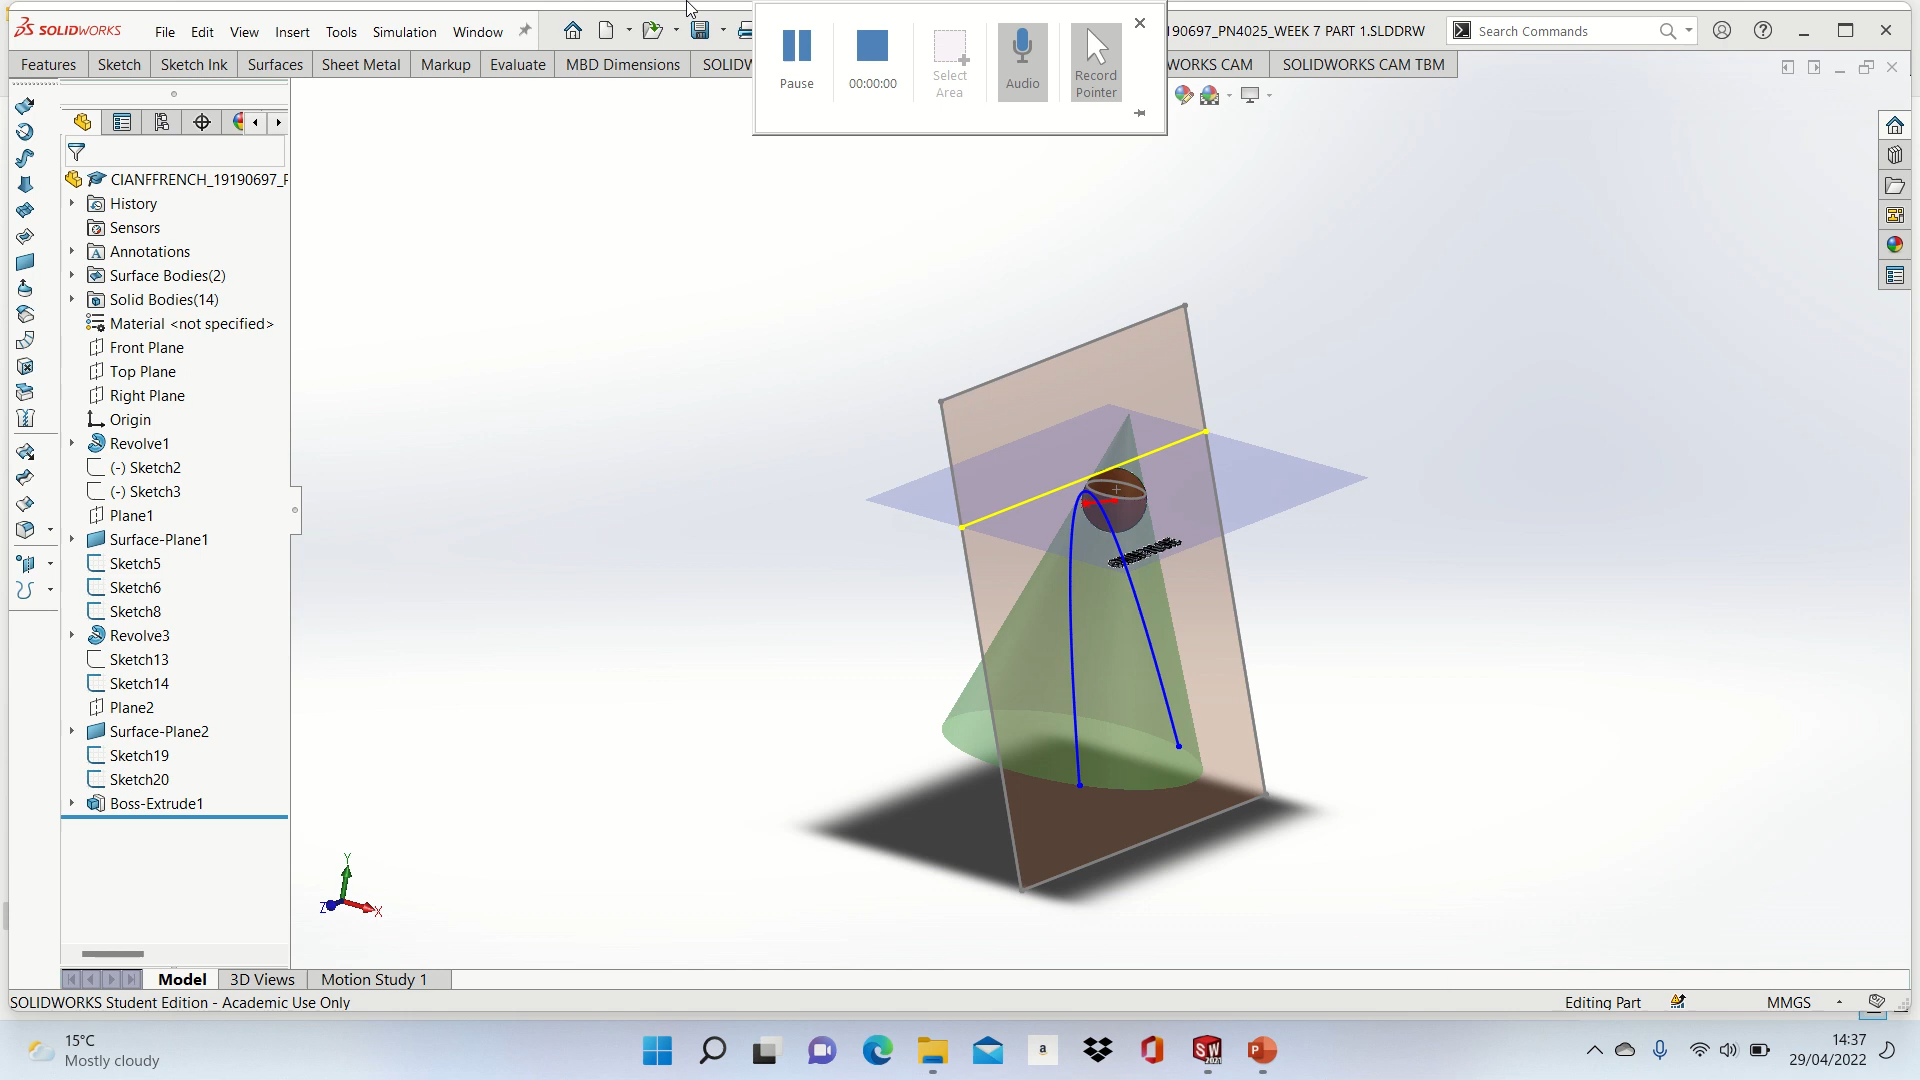 SOLIDWORKS File Edit View Insert Tools Simulation Window
Pause 00:00:00 Select Area Audio Record Pointer
190697_PN4025_WEEK 7 PART 1.SLDDRW
Search Commands
Features Sketch Sketch Ink Surfaces Sheet Metal Markup Evaluate MBD Dimensions SOLIDW
WORKS CAM SOLIDWORKS CAM TBM
CIANFFRENCH_19190697_P
History
Sensors
Annotations
Surface Bodies(2)
Solid Bodies(14)
Material <not specified>
Front Plane
Top Plane
Right Plane
Origin
Revolve1
(-) Sketch2
(-) Sketch3
Plane1
Surface-Plane1
Sketch5
Sketch6
Sketch8
Revolve3
Sketch13
Sketch14
Plane2
Surface-Plane2
Sketch19
Sketch20
Boss-Extrude1
Y
Z X
Model 3D Views Motion Study 1
SOLIDWORKS Student Edition - Academic Use Only
Editing Part MMGS
15°C
Mostly cloudy
14:37
29/04/2022